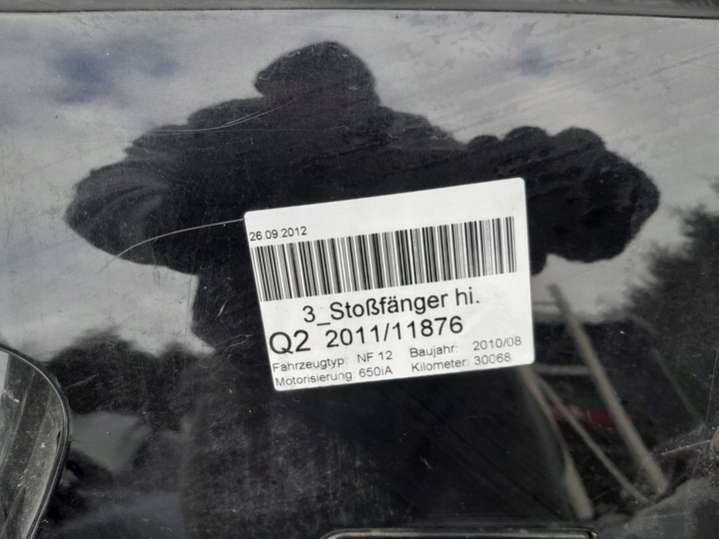 26.09.2012
3_Stoßfänger hi.
Q2 2011/11876
Fahrzeugtyp: NF 12 Baujahr: 2010/08
Motorisierung: 650iA Kilometer: 30068